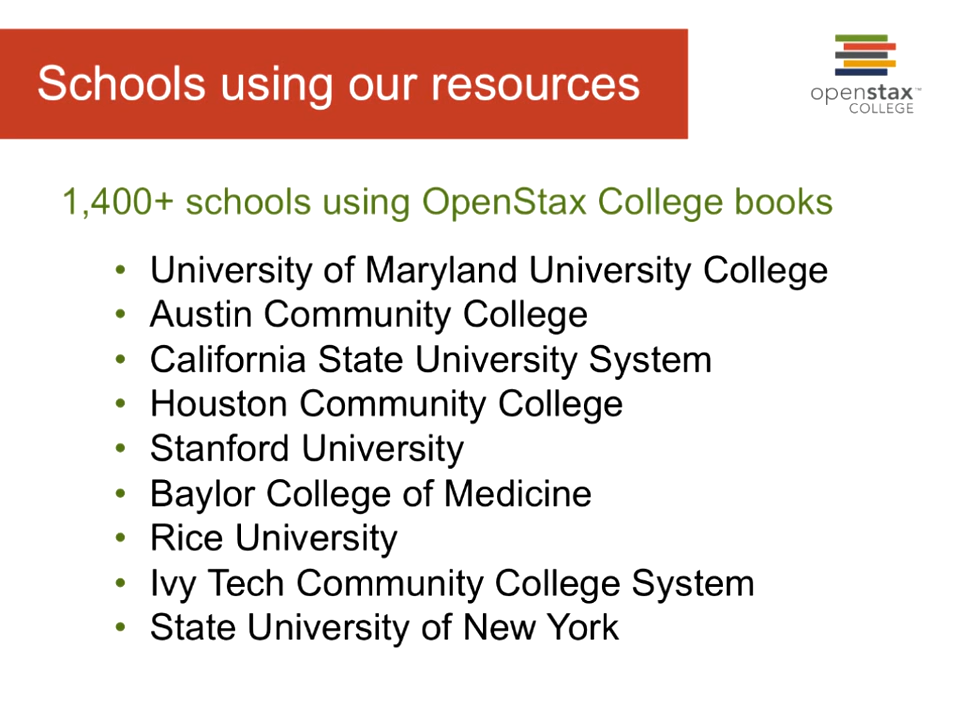 Schools using our resources
openstax™
COLLEGE
1,400+ schools using OpenStax College books
• University of Maryland University College
• Austin Community College
• California State University System
• Houston Community College
• Stanford University
• Baylor College of Medicine
• Rice University
• Ivy Tech Community College System
• State University of New York